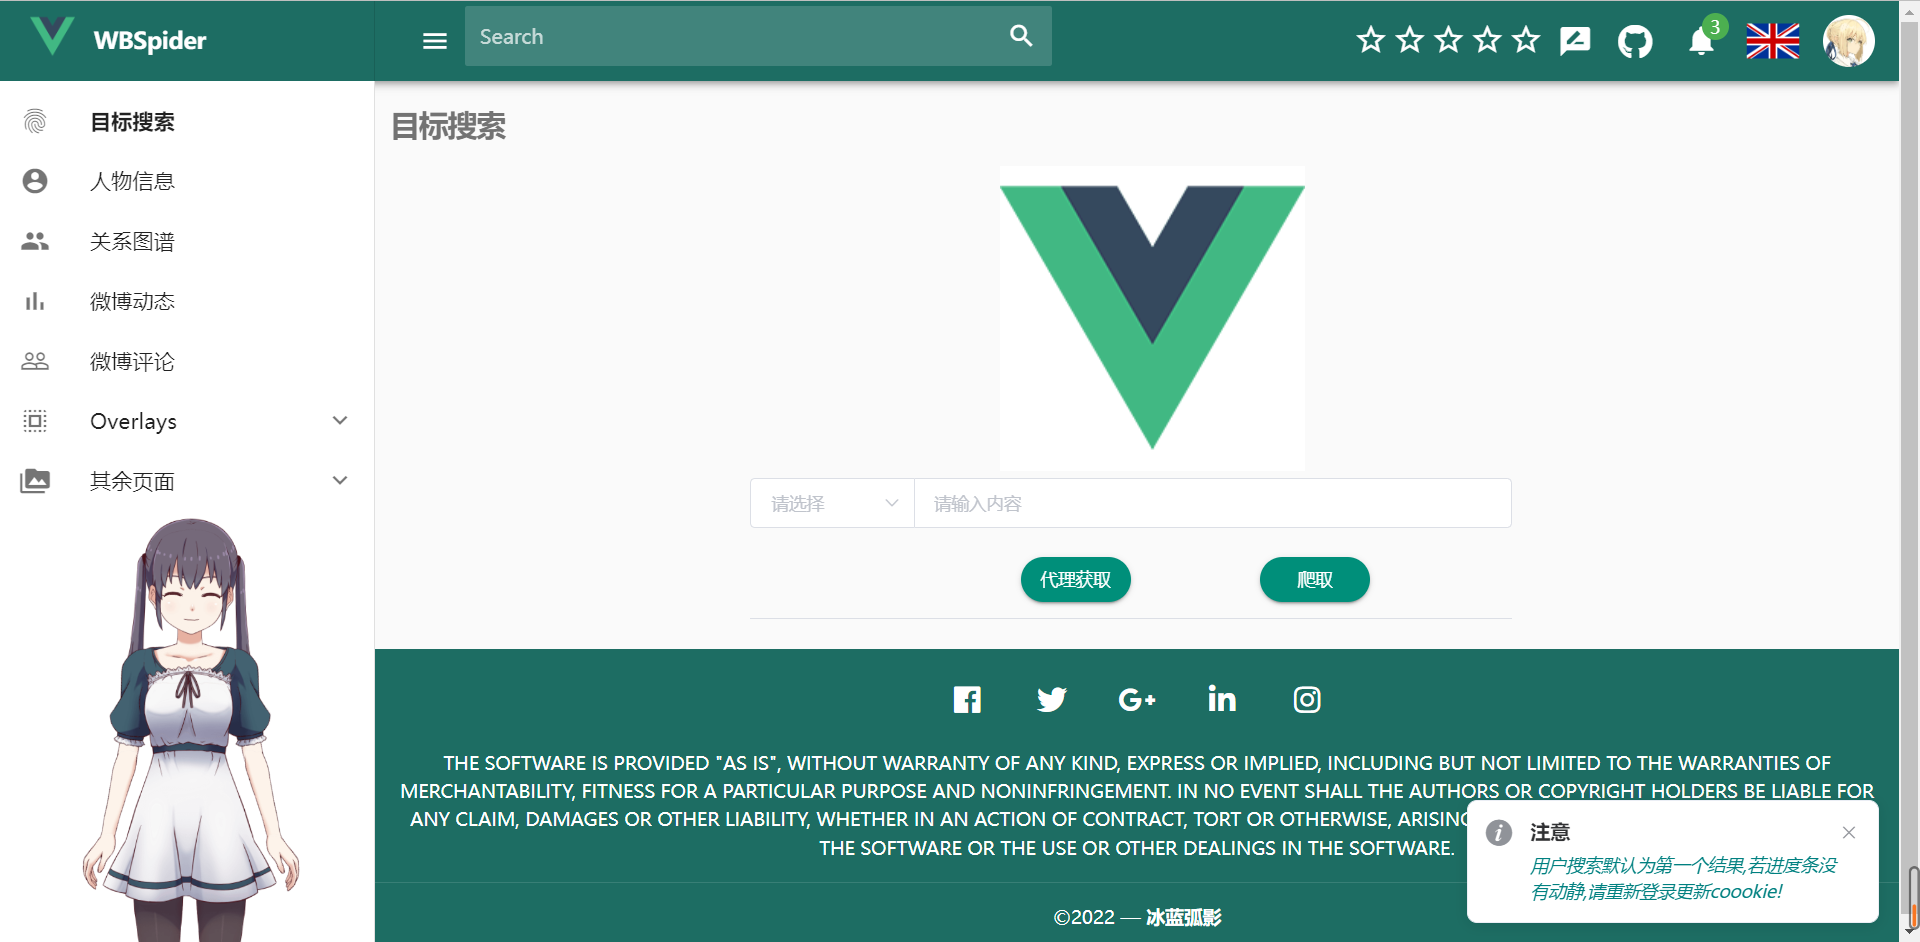 WBSpider
Search
3
目标搜索
人物信息
关系图谱
微博动态
微博评论
Overlays
其余页面
目标搜索
请选择
请输入内容
代理获取
爬取
THE SOFTWARE IS PROVIDED "AS IS", WITHOUT WARRANTY OF ANY KIND, EXPRESS OR IMPLIED, INCLUDING BUT NOT LIMITED TO THE WARRANTIES OF
MERCHANTABILITY, FITNESS FOR A PARTICULAR PURPOSE AND NONINFRINGEMENT. IN NO EVENT SHALL THE AUTHORS OR COPYRIGHT HOLDERS BE LIABLE FOR
ANY CLAIM, DAMAGES OR OTHER LIABILITY, WHETHER IN AN ACTION OF CONTRACT, TORT OR OTHERWISE, ARISING
THE SOFTWARE OR THE USE OR OTHER DEALINGS IN THE SOFTWARE.
注意
用户搜索默认为第一个结果,若进度条没
有动静,请重新登录更新coookie!
©2022 — 冰蓝弧影